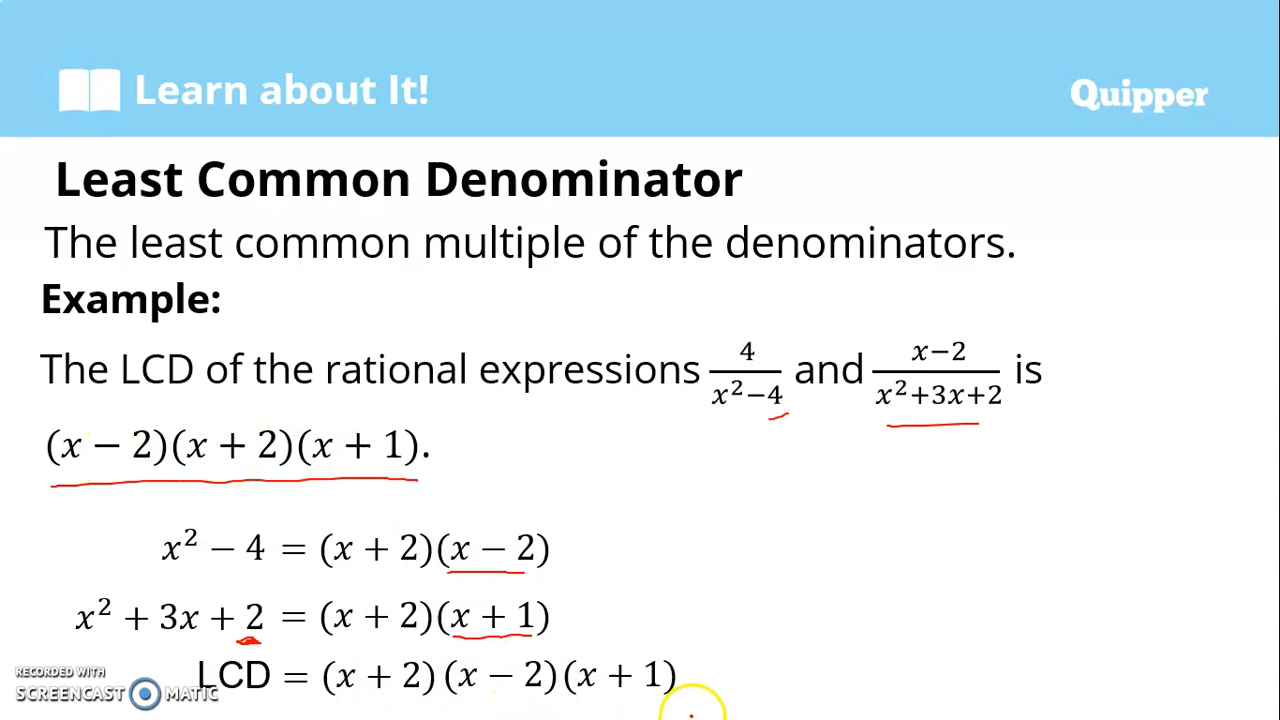 Learn about It!
Quipper
Least Common Denominator
The least common multiple of the denominators.
Example:
The LCD of the rational expressions 4/(x²−4) and (x−2)/(x²+3x+2) is
(x − 2)(x + 2)(x + 1).
x² − 4 = (x + 2)(x − 2)
x² + 3x + 2 = (x + 2)(x + 1)
LCD = (x + 2)(x − 2)(x + 1)
RECORDED WITH
SCREENCAST MATIC